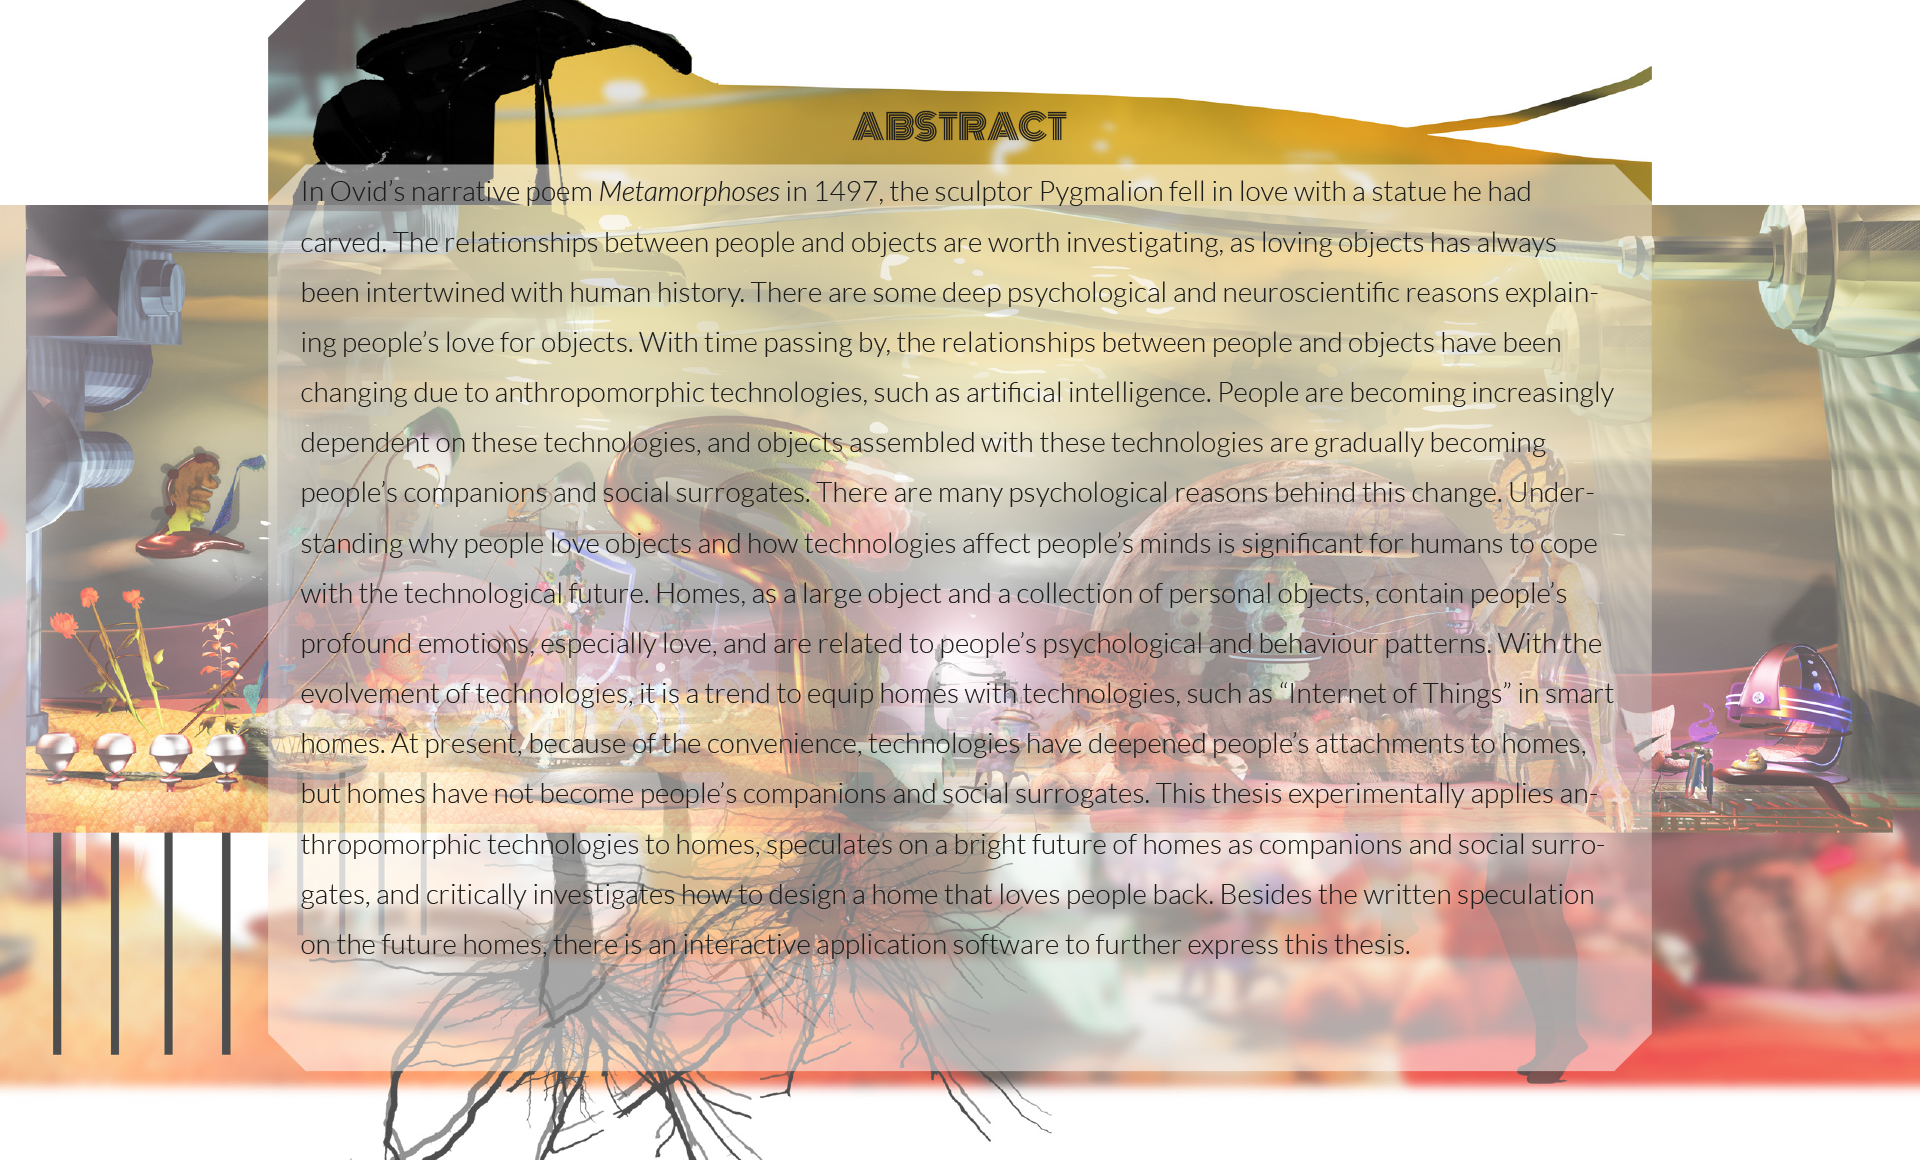 ABSTRACT
In Ovid’s narrative poem Metamorphoses in 1497, the sculptor Pygmalion fell in love with a statue he had
carved. The relationships between people and objects are worth investigating, as loving objects has always
been intertwined with human history. There are some deep psychological and neuroscientific reasons explain-
ing people’s love for objects. With time passing by, the relationships between people and objects have been
changing due to anthropomorphic technologies, such as artificial intelligence. People are becoming increasingly
dependent on these technologies, and objects assembled with these technologies are gradually becoming
people’s companions and social surrogates. There are many psychological reasons behind this change. Under-
standing why people love objects and how technologies affect people’s minds is significant for humans to cope
with the technological future. Homes, as a large object and a collection of personal objects, contain people’s
profound emotions, especially love, and are related to people’s psychological and behaviour patterns. With the
evolvement of technologies, it is a trend to equip homes with technologies, such as “Internet of Things” in smart
homes. At present, because of the convenience, technologies have deepened people’s attachments to homes,
but homes have not become people’s companions and social surrogates. This thesis experimentally applies an-
thropomorphic technologies to homes, speculates on a bright future of homes as companions and social surro-
gates, and critically investigates how to design a home that loves people back. Besides the written speculation
on the future homes, there is an interactive application software to further express this thesis.